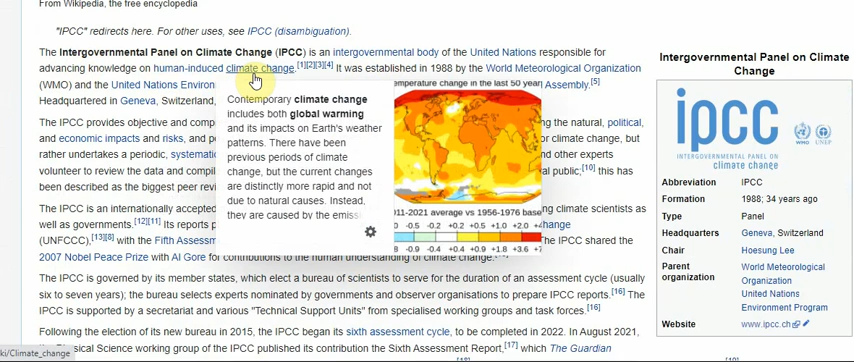 From Wikipedia, the free encyclopedia
"IPCC" redirects here. For other uses, see IPCC (disambiguation).
The Intergovernmental Panel on Climate Change (IPCC) is an intergovernmental body of the United Nations responsible for
advancing knowledge on human-induced climate change.[1][2][3][4] It was established in 1988 by the World Meteorological Organization
(WMO) and the United Nations Environ
Assembly.[5]
Headquartered in Geneva, Switzerland,
The IPCC provides objective and comp
ng the natural, political,
and economic impacts and risks, and po
or climate change, but
rather undertakes a periodic, systematic
nd other experts
volunteer to review the data and compil
al public;[10] this has
been described as the biggest peer revi
The IPCC is an internationally accepted
ing climate scientists as
well as governments.[12][11] Its reports p
hange
(UNFCCC),[13][8] with the Fifth Assessm
The IPCC shared the
2007 Nobel Peace Prize with Al Gore for contributions to the human understanding of climate change.
The IPCC is governed by its member states, which elect a bureau of scientists to serve for the duration of an assessment cycle (usually
six to seven years); the bureau selects experts nominated by governments and observer organisations to prepare IPCC reports.[16] The
IPCC is supported by a secretariat and various "Technical Support Units" from specialised working groups and task forces.[16]
Following the election of its new bureau in 2015, the IPCC began its sixth assessment cycle, to be completed in 2022. In August 2021,
the Physical Science working group of the IPCC published its contribution the Sixth Assessment Report,[17] which The Guardian
ki/Climate_change
Contemporary climate change
includes both global warming
and its impacts on Earth's weather
patterns. There have been
previous periods of climate
change, but the current changes
are distinctly more rapid and not
due to natural causes. Instead,
they are caused by the emiss
emperature change in the last 50 year
011-2021 average vs 1956-1976 base
-0.5 -0.2 +0.2 +0.5 +1.0 +2.0 +4
8 -0.9 -0.4 0.4 +0.9 +1.8 +3.6 +7
Intergovernmental Panel on Climate
Change
ipcc
WMO UNEP
INTERGOVERNMENTAL PANEL ON
climate change
Abbreviation IPCC
Formation 1988; 34 years ago
Type Panel
Headquarters Geneva, Switzerland
Chair Hoesung Lee
Parent organization World Meteorological
Organization
United Nations
Environment Program
Website www.ipcc.ch